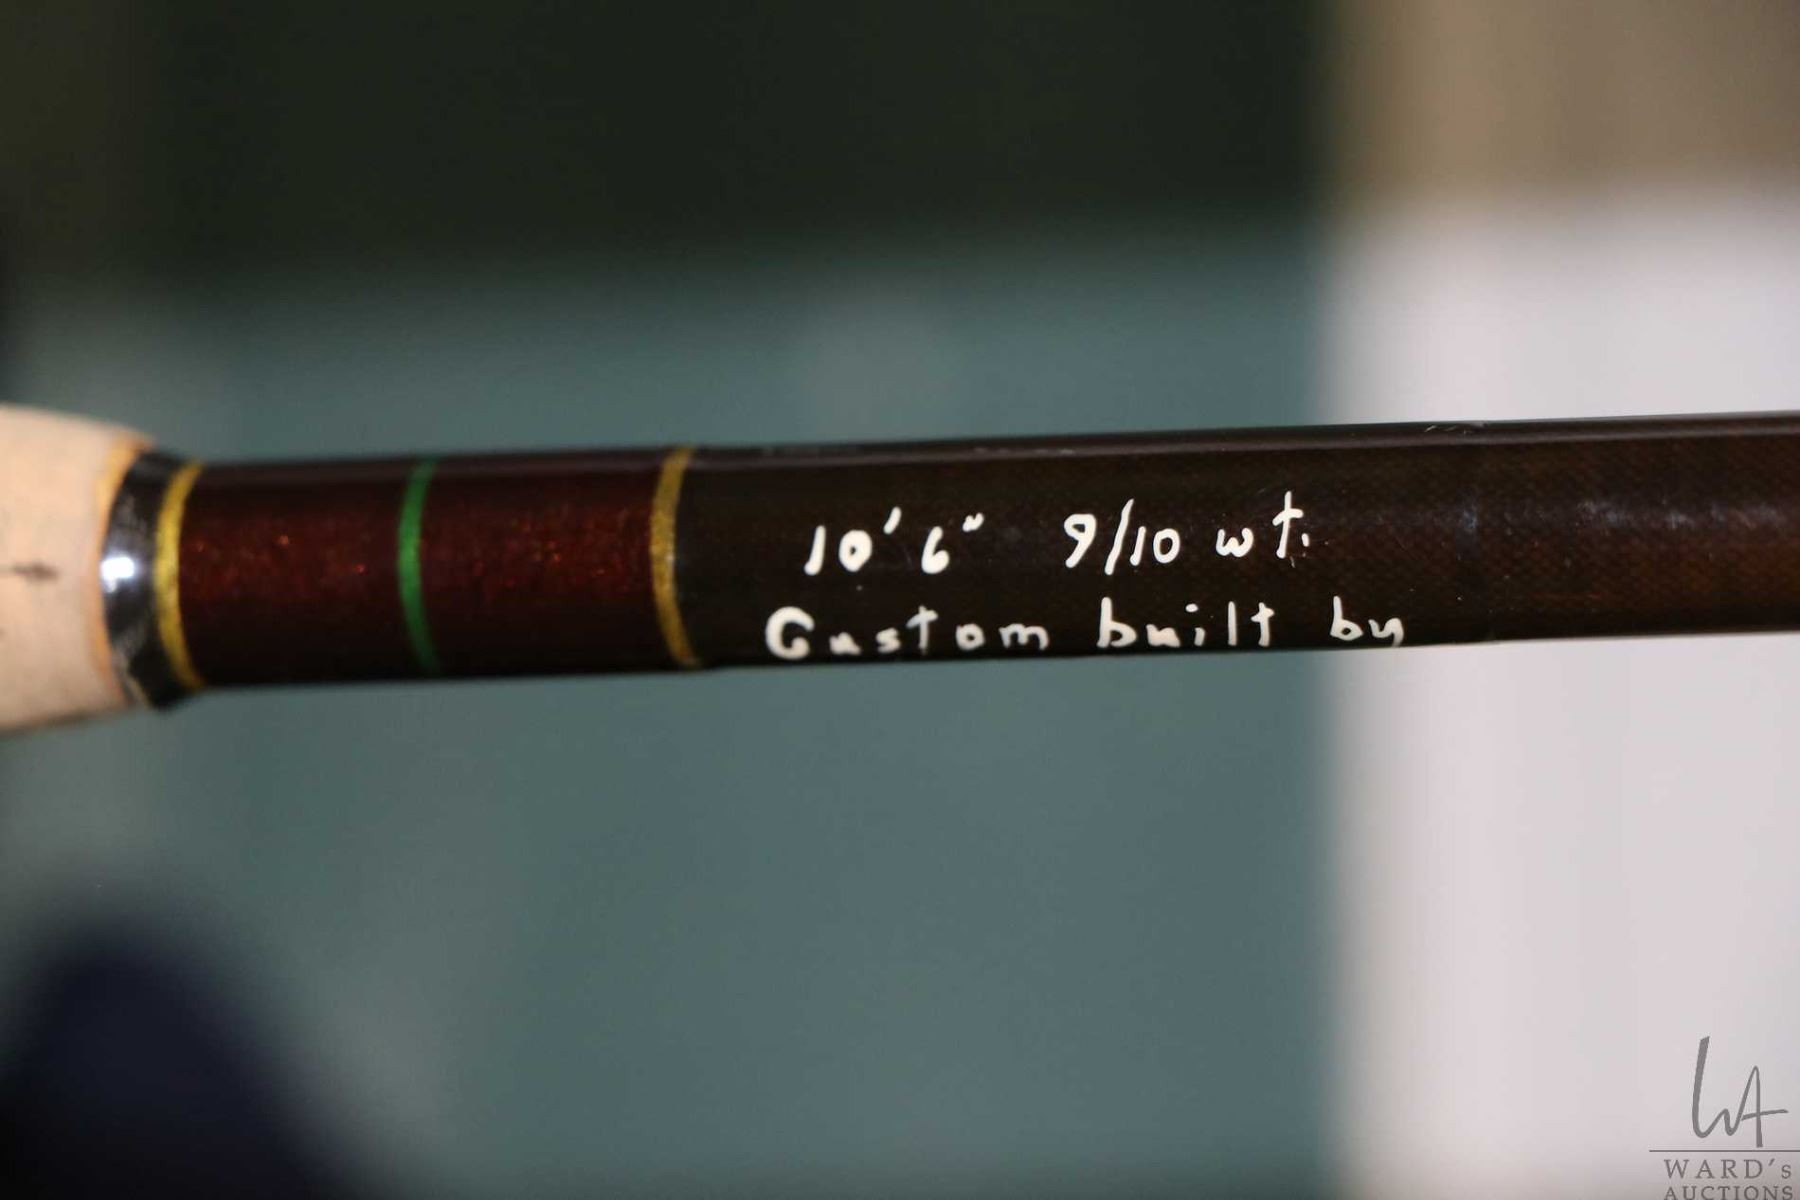 10' 6" 9/10 wt.
Custom built by
WARD's
AUCTIONS